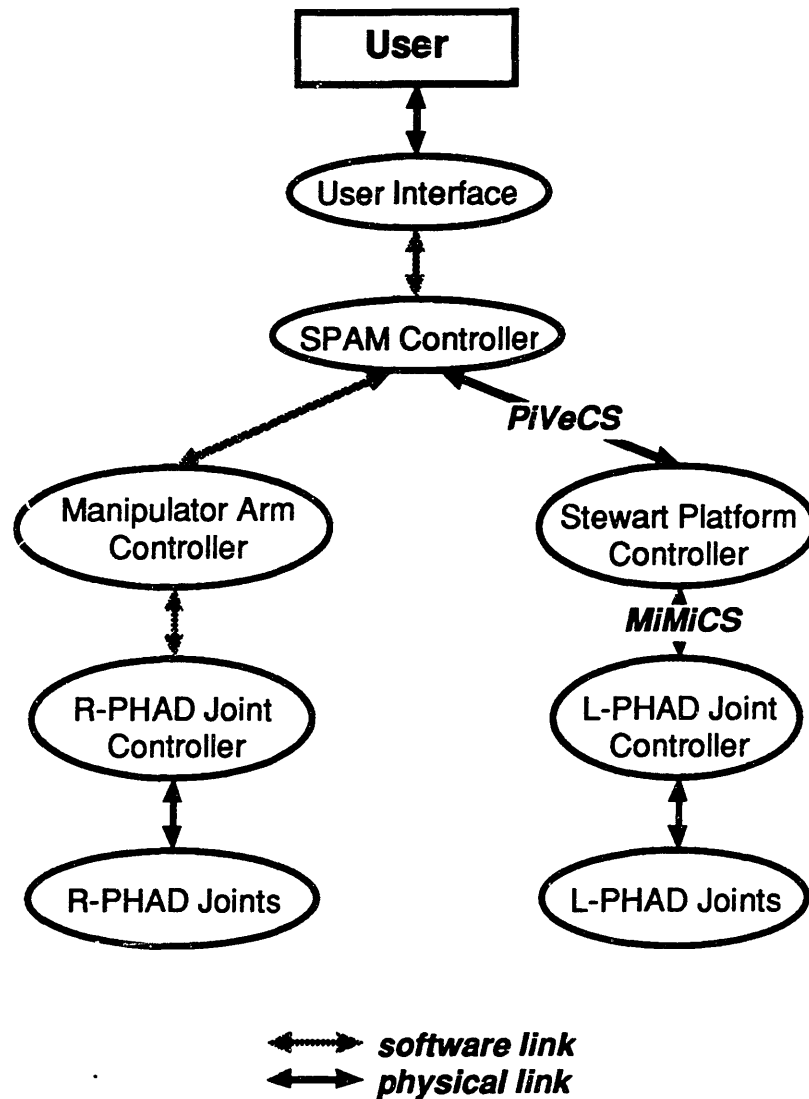 User
User Interface
SPAM Controller
PiVeCS
Manipulator Arm
Controller
Stewart Platform
Controller
MiMiCS
R-PHAD Joint
Controller
L-PHAD Joint
Controller
R-PHAD Joints
L-PHAD Joints
software link
physical link